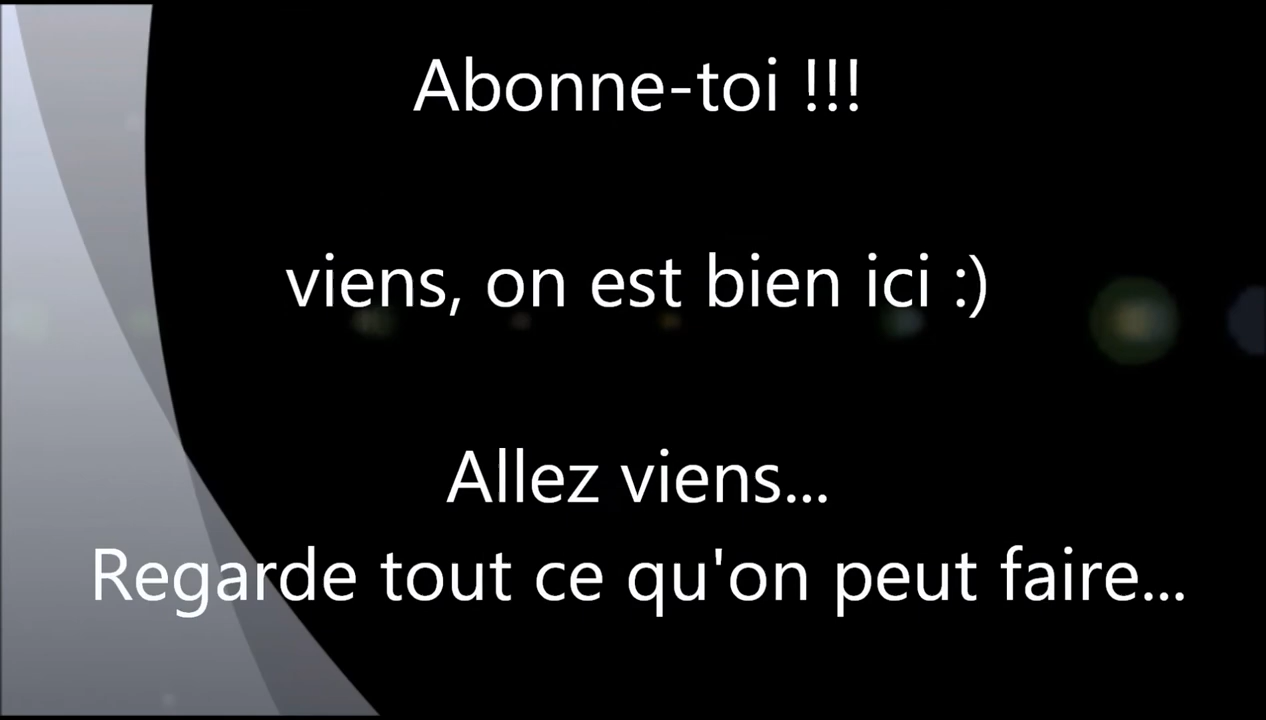 Abonne-toi !!!
viens, on est bien ici :)
Allez viens...
Regarde tout ce qu'on peut faire...